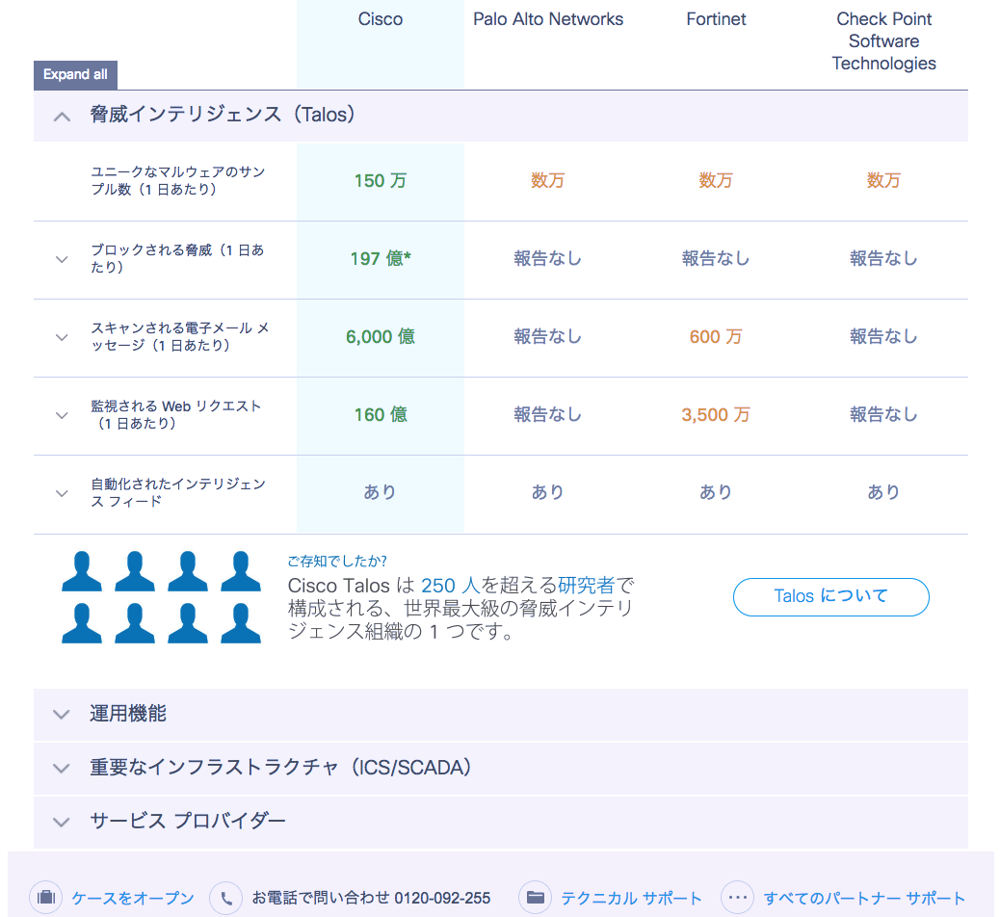 Cisco
Palo Alto Networks
Fortinet
Check Point
Software
Technologies
Expand all
脅威インテリジェンス（Talos）
ユニークなマルウェアのサン
プル数（1 日あたり）
150 万
数万
数万
数万
ブロックされる脅威（1 日あ
たり）
197 億*
報告なし
報告なし
報告なし
スキャンされる電子メール メ
ッセージ（1 日あたり）
6,000 億
報告なし
600 万
報告なし
監視される Web リクエスト
（1 日あたり）
160 億
報告なし
3,500 万
報告なし
自動化されたインテリジェン
ス フィード
あり
あり
あり
あり
ご存知でしたか?
Cisco Talos は 250 人を超える研究者で
構成される、世界最大級の脅威インテリ
ジェンス組織の 1 つです。
Talos について
運用機能
重要なインフラストラクチャ（ICS/SCADA）
サービス プロバイダー
ケースをオープン
お電話で問い合わせ 0120-092-255
テクニカル サポート
すべてのパートナー サポート